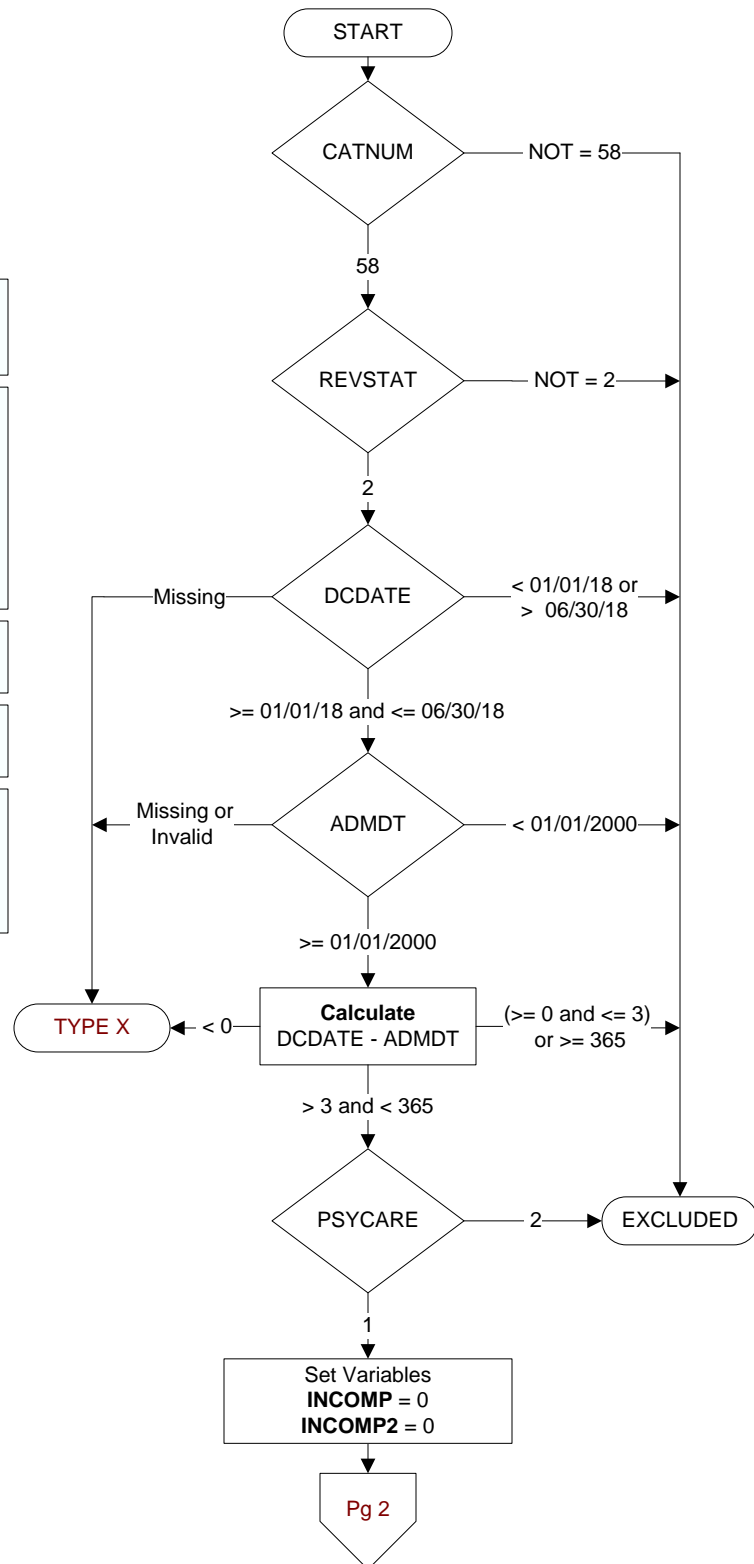 START
CATNUM
NOT = 58
58
REVSTAT
NOT = 2
2
Missing
DCDATE
< 01/01/18 or
> 06/30/18
>= 01/01/18 and <= 06/30/18
Missing or
Invalid
ADMDT
< 01/01/2000
>= 01/01/2000
TYPE X
< 0
Calculate
DCDATE - ADMDT
(>= 0 and <= 3)
or >= 365
> 3 and < 365
PSYCARE
2
EXCLUDED
1
Set Variables
INCOMP = 0
INCOMP2 = 0
Pg 2